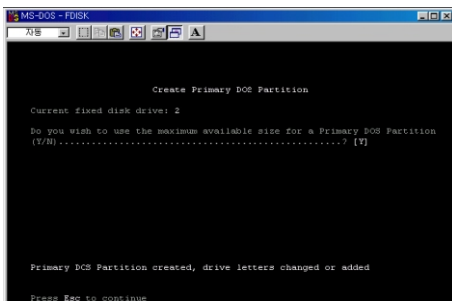 MS-DOS - FDISK
자동
A
Create Primary DOS Partition
Current fixed disk drive: 2
Do you wish to use the maximum available size for a Primary DOS Partition
(Y/N)................................................? [Y]
Primary DOS Partition created, drive letters changed or added
Press Esc to continue